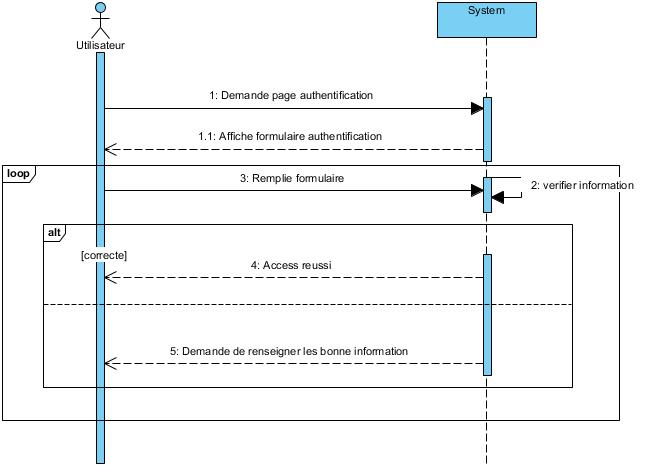 System
Utilisateur
1: Demande page authentification
1.1: Affiche formulaire authentification
loop
3: Remplie formulaire
2: verifier information
alt
[correcte]
4: Access reussi
5: Demande de renseigner les bonne information